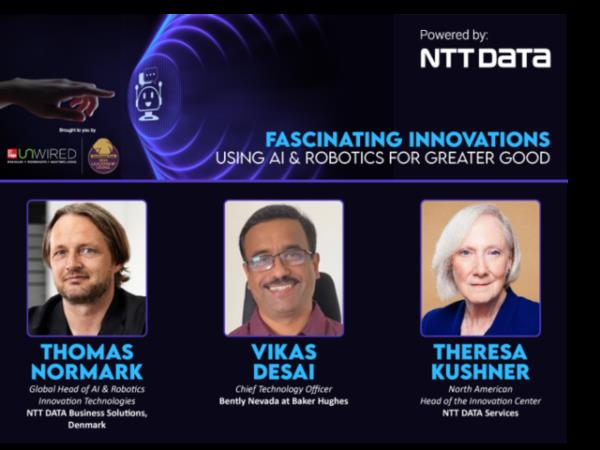 Powered by:
NTT DATA
Brought to you by
UNWIRED
FASCINATING INNOVATIONS
USING AI & ROBOTICS FOR GREATER GOOD
THOMAS
NORMARK
Global Head of AI & Robotics
Innovation Technologies
NTT DATA Business Solutions,
Denmark
VIKAS
DESAI
Chief Technology Officer
Bently Nevada at Baker Hughes
THERESA
KUSHNER
North American
Head of the Innovation Center
NTT DATA Services